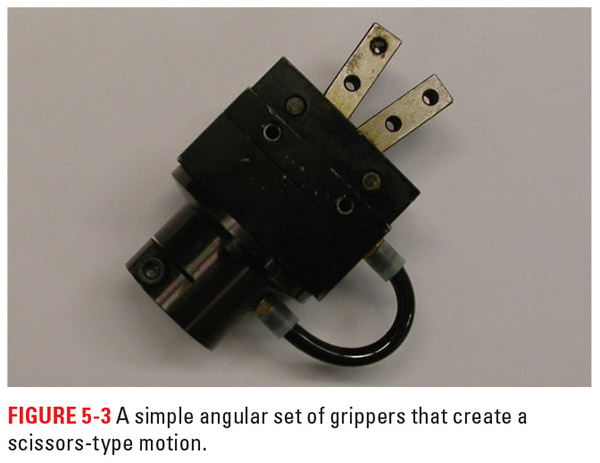 FIGURE 5-3 A simple angular set of grippers that create a
scissors-type motion.